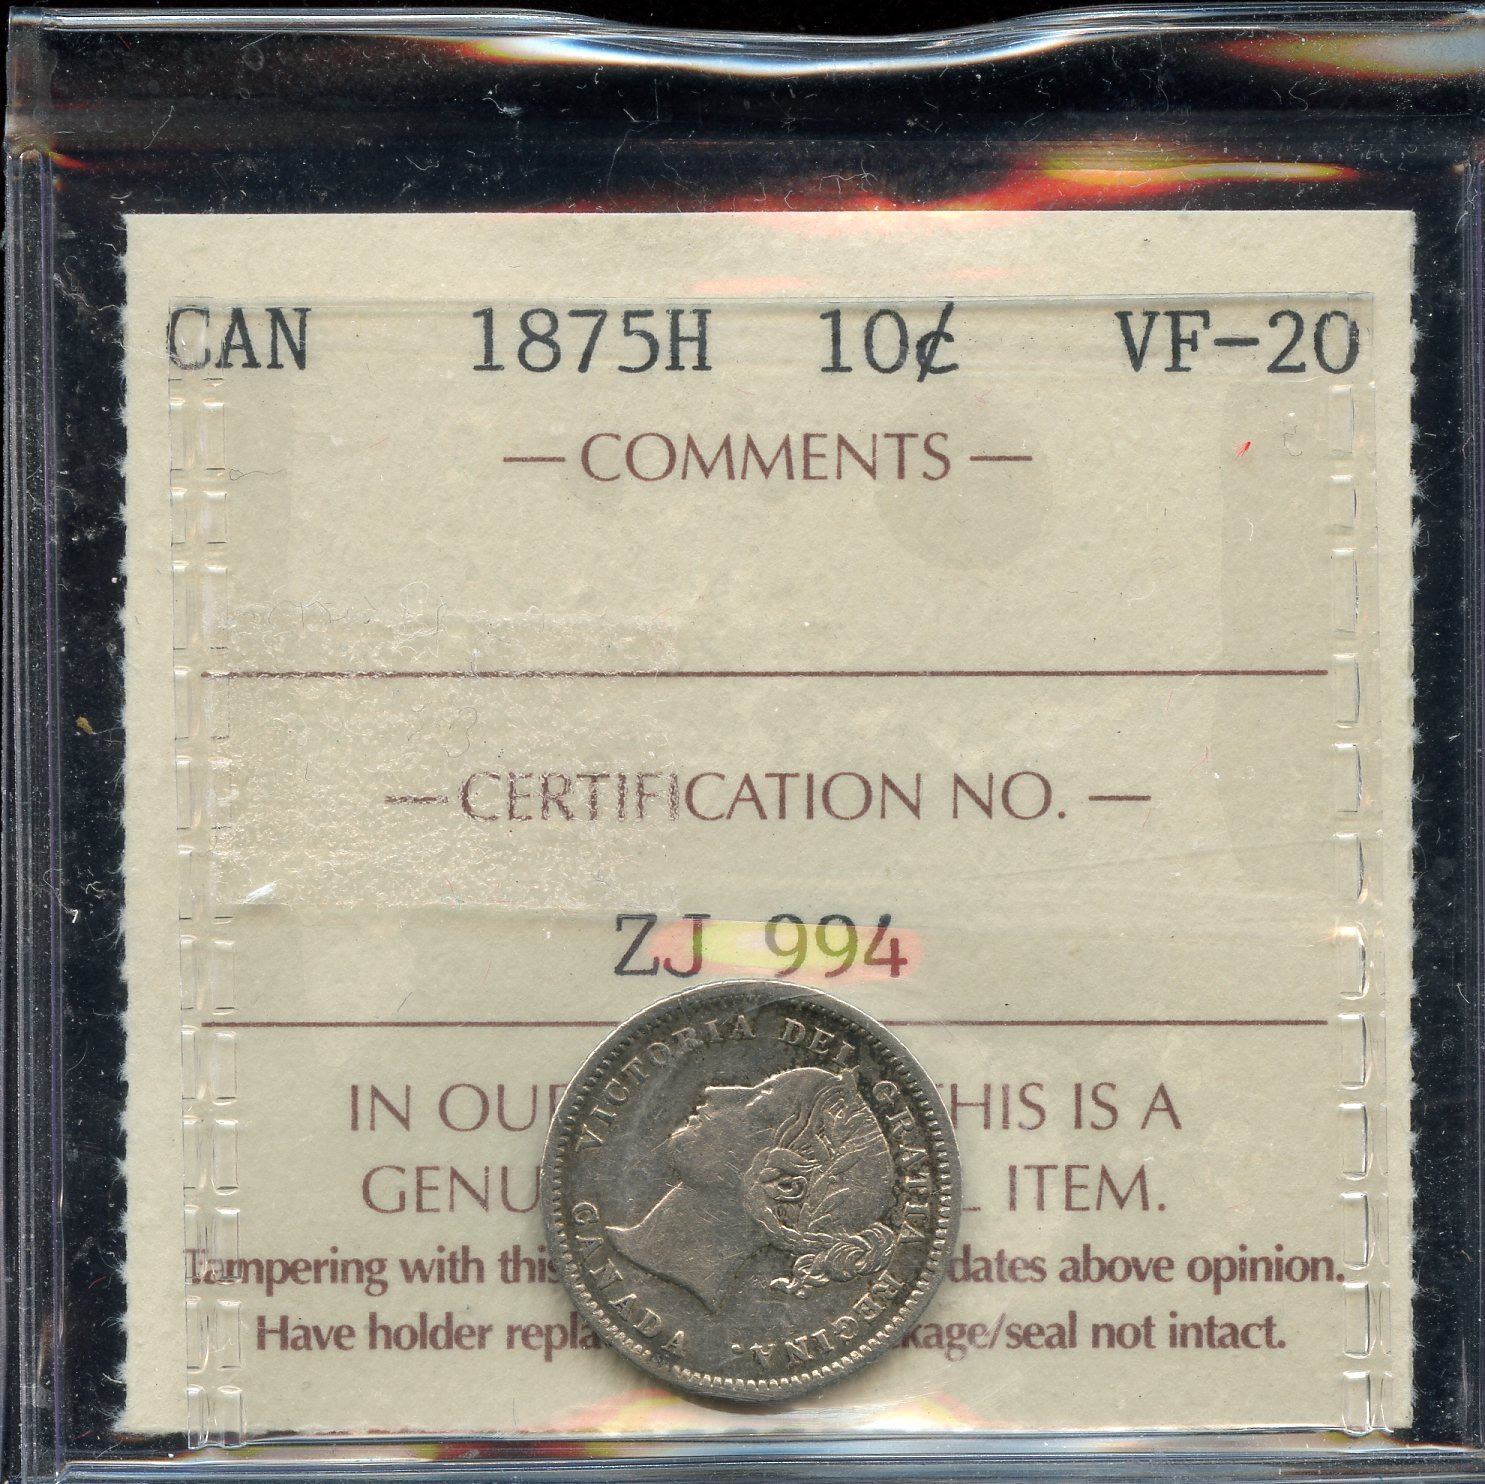 CAN 1875H 10¢ VF-20
— COMMENTS —
— CERTIFICATION NO. —
ZJ 994
IN OU THIS IS A
GENU ITEM.
Tampering with this dates above opinion.
Have holder repla kage/seal not intact.
VICTORIA DEI GRATIA REGINA.
CANADA